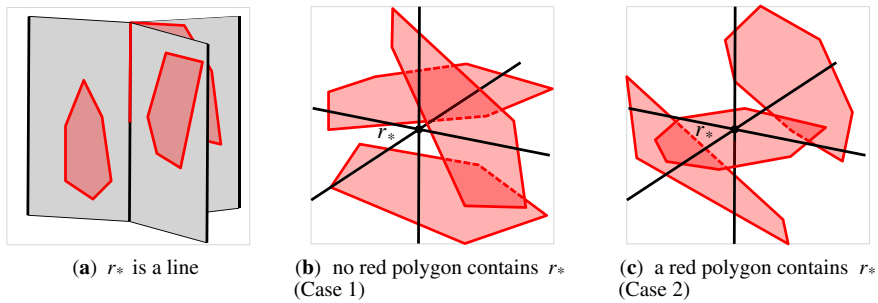 r*
r*
(a) r* is a line
(b) no red polygon contains r*
(Case 1)
(c) a red polygon contains r*
(Case 2)